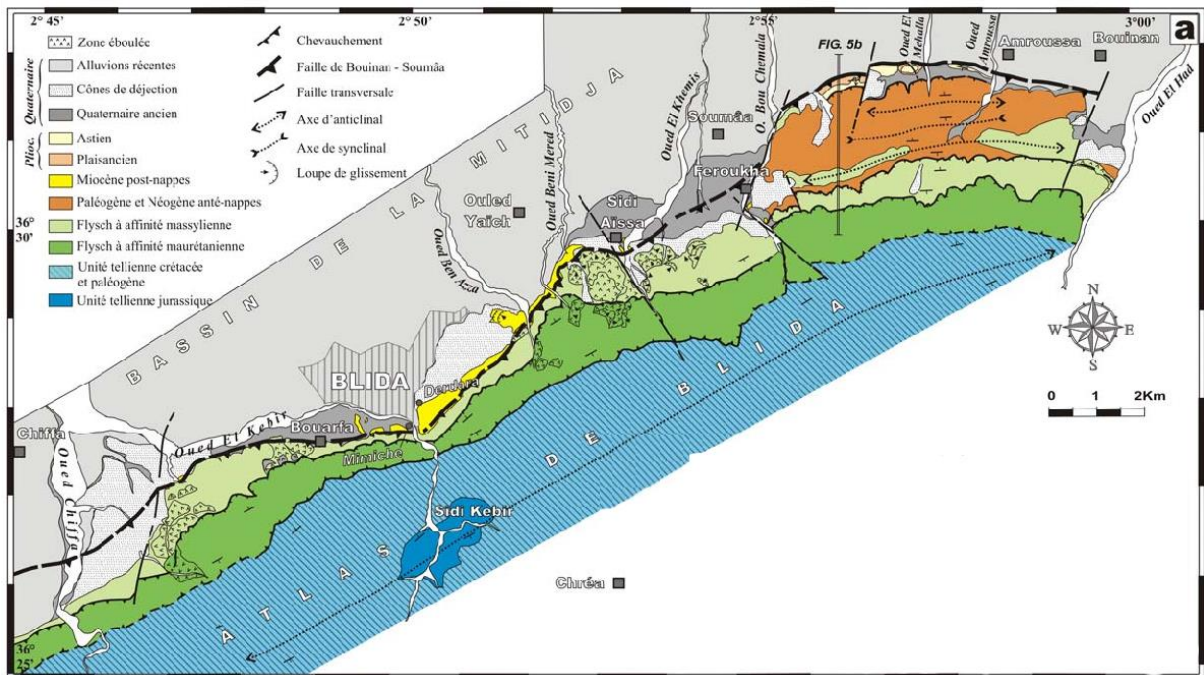 2° 45'
2° 50'
2° 55'
3° 00'
a
Zone éboulée
Quaternaire
Alluvions récentes
Cônes de déjection
Quaternaire ancien
Plioc.
Astien
Plaisancien
Miocène post-nappes
Paléogène et Néogène anté-nappes
Flysch à affinité massylienne
Flysch à affinité maurétanienne
Unité tellienne crétacée
et paléogène
Unité tellienne jurassique
Chevauchement
Faille de Bouinan - Soumâa
Faille transversale
Axe d'anticlinal
Axe de synclinal
Loupe de glissement
FIG. 5b
Oued El
Mehalla
Oued
Amroussa
Amroussa
Bouinan
Oued El Had
O. Bou Chemala
Oued El Khemis
Soumâa
Feroukha
Oued Beni Mered
Ouled
Yaïch
Sidi
Aïssa
Oued Ben Azza
BASSIN DE LA MITIDJA
36°
30'
BLIDA
Derdara
Oued El Kebir
Bouarfa
Mimiche
Chiffa
Oued Chiffa
Sidi Kebir
Chréa
ATLAS DE BLIDA
N
W
E
S
0 1 2Km
36°
25'